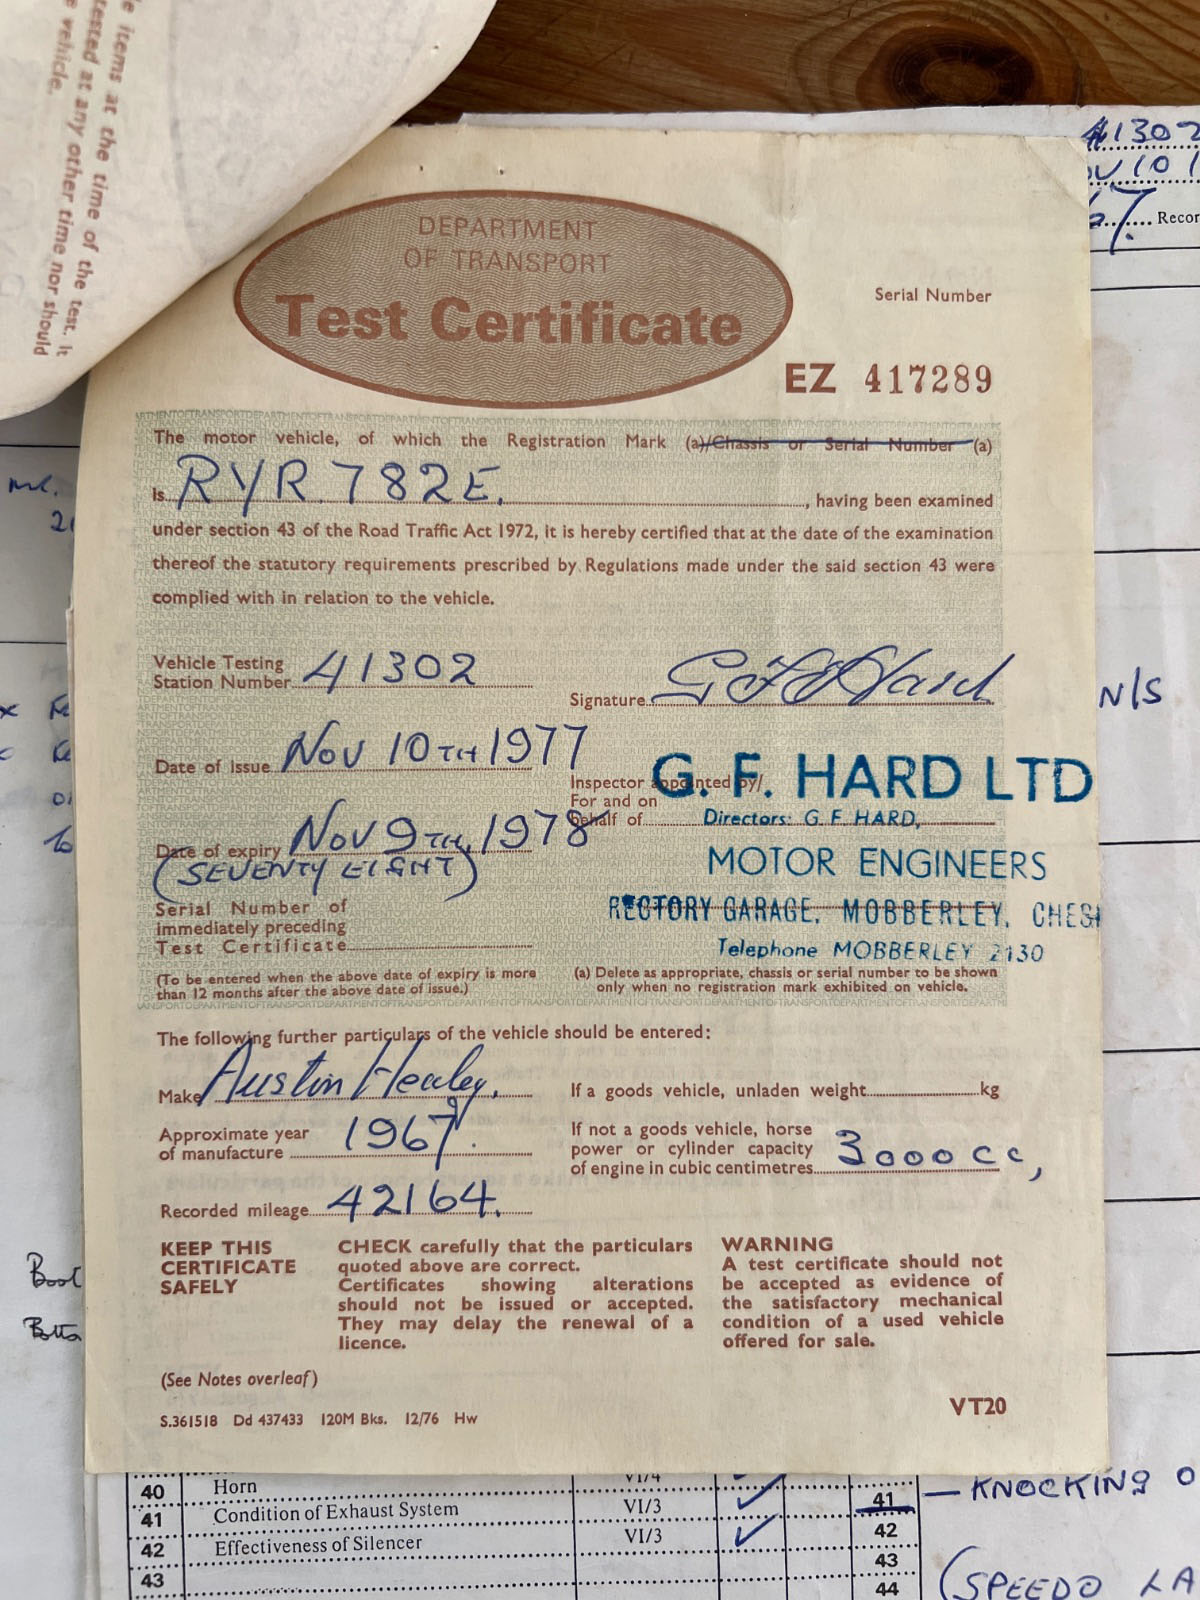 e items at the time of the test. It
tested at any other time nor should
e vehicle.
41302
OV 10 1
67. Recor
DEPARTMENT
OF TRANSPORT
Test Certificate
Serial Number
EZ 417289
The motor vehicle, of which the Registration Mark (a)/Chassis or Serial Number (a)
is RYR 782E. , having been examined
under section 43 of the Road Traffic Act 1972, it is hereby certified that at the date of the examination
thereof the statutory requirements prescribed by Regulations made under the said section 43 were
complied with in relation to the vehicle.
Vehicle Testing
Station Number 41302
Signature G F Hard
N/S
Date of issue Nov 10TH 1977
Inspector appointed by/
For and on
behalf of
G. F. HARD LTD
Directors: G. F. HARD,
MOTOR ENGINEERS
RECTORY GARAGE, MOBBERLEY, CHESH
Telephone MOBBERLEY 2130
Date of expiry Nov 9TH, 1978
(SEVENTY EIGHT)
Serial Number of
immediately preceding
Test Certificate
(To be entered when the above date of expiry is more
than 12 months after the above date of issue.)
(a) Delete as appropriate, chassis or serial number to be shown
only when no registration mark exhibited on vehicle.
The following further particulars of the vehicle should be entered:
Make Austin Healey.
If a goods vehicle, unladen weight kg
Approximate year
of manufacture 1967.
If not a goods vehicle, horse
power or cylinder capacity
of engine in cubic centimetres 3000 cc,
Recorded mileage 42164.
KEEP THIS
CERTIFICATE
SAFELY
CHECK carefully that the particulars
quoted above are correct.
Certificates showing alterations
should not be issued or accepted.
They may delay the renewal of a
licence.
WARNING
A test certificate should not
be accepted as evidence of
the satisfactory mechanical
condition of a used vehicle
offered for sale.
(See Notes overleaf)
S.361518 Dd 437433 120M Bks. 12/76 Hw
VT20
Boot
40 Horn VI/4
41 Condition of Exhaust System VI/3 41
42 Effectiveness of Silencer VI/3 42
43 43
44
— KNOCKING O
(SPEEDO LA